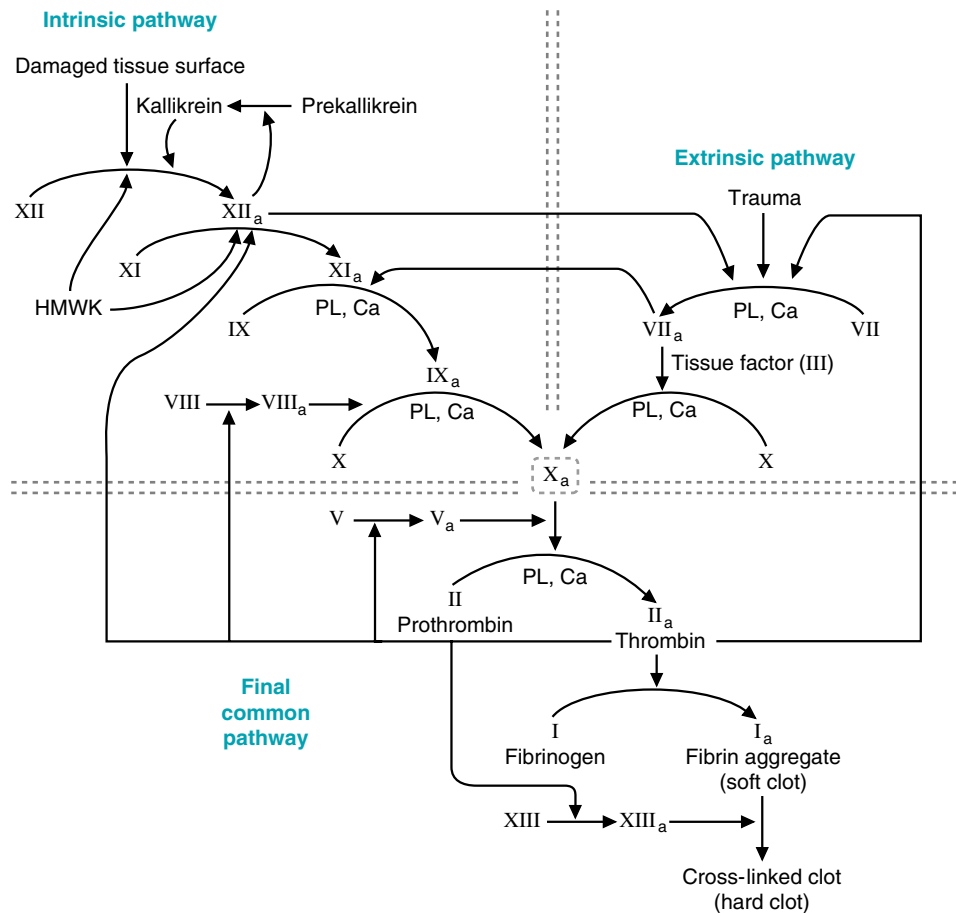 Intrinsic pathway
Damaged tissue surface
Kallikrein
Prekallikrein
Extrinsic pathway
Trauma
XII
XIIa
XI
XIa
HMWK
PL, Ca
IX
PL, Ca
VIIa
VII
Tissue factor (III)
IXa
VIII
VIIIa
PL, Ca
PL, Ca
X
Xa
X
V
Va
PL, Ca
II
Prothrombin
IIa
Thrombin
Final
common
pathway
I
Fibrinogen
Ia
Fibrin aggregate
(soft clot)
XIII
XIIIa
Cross-linked clot
(hard clot)